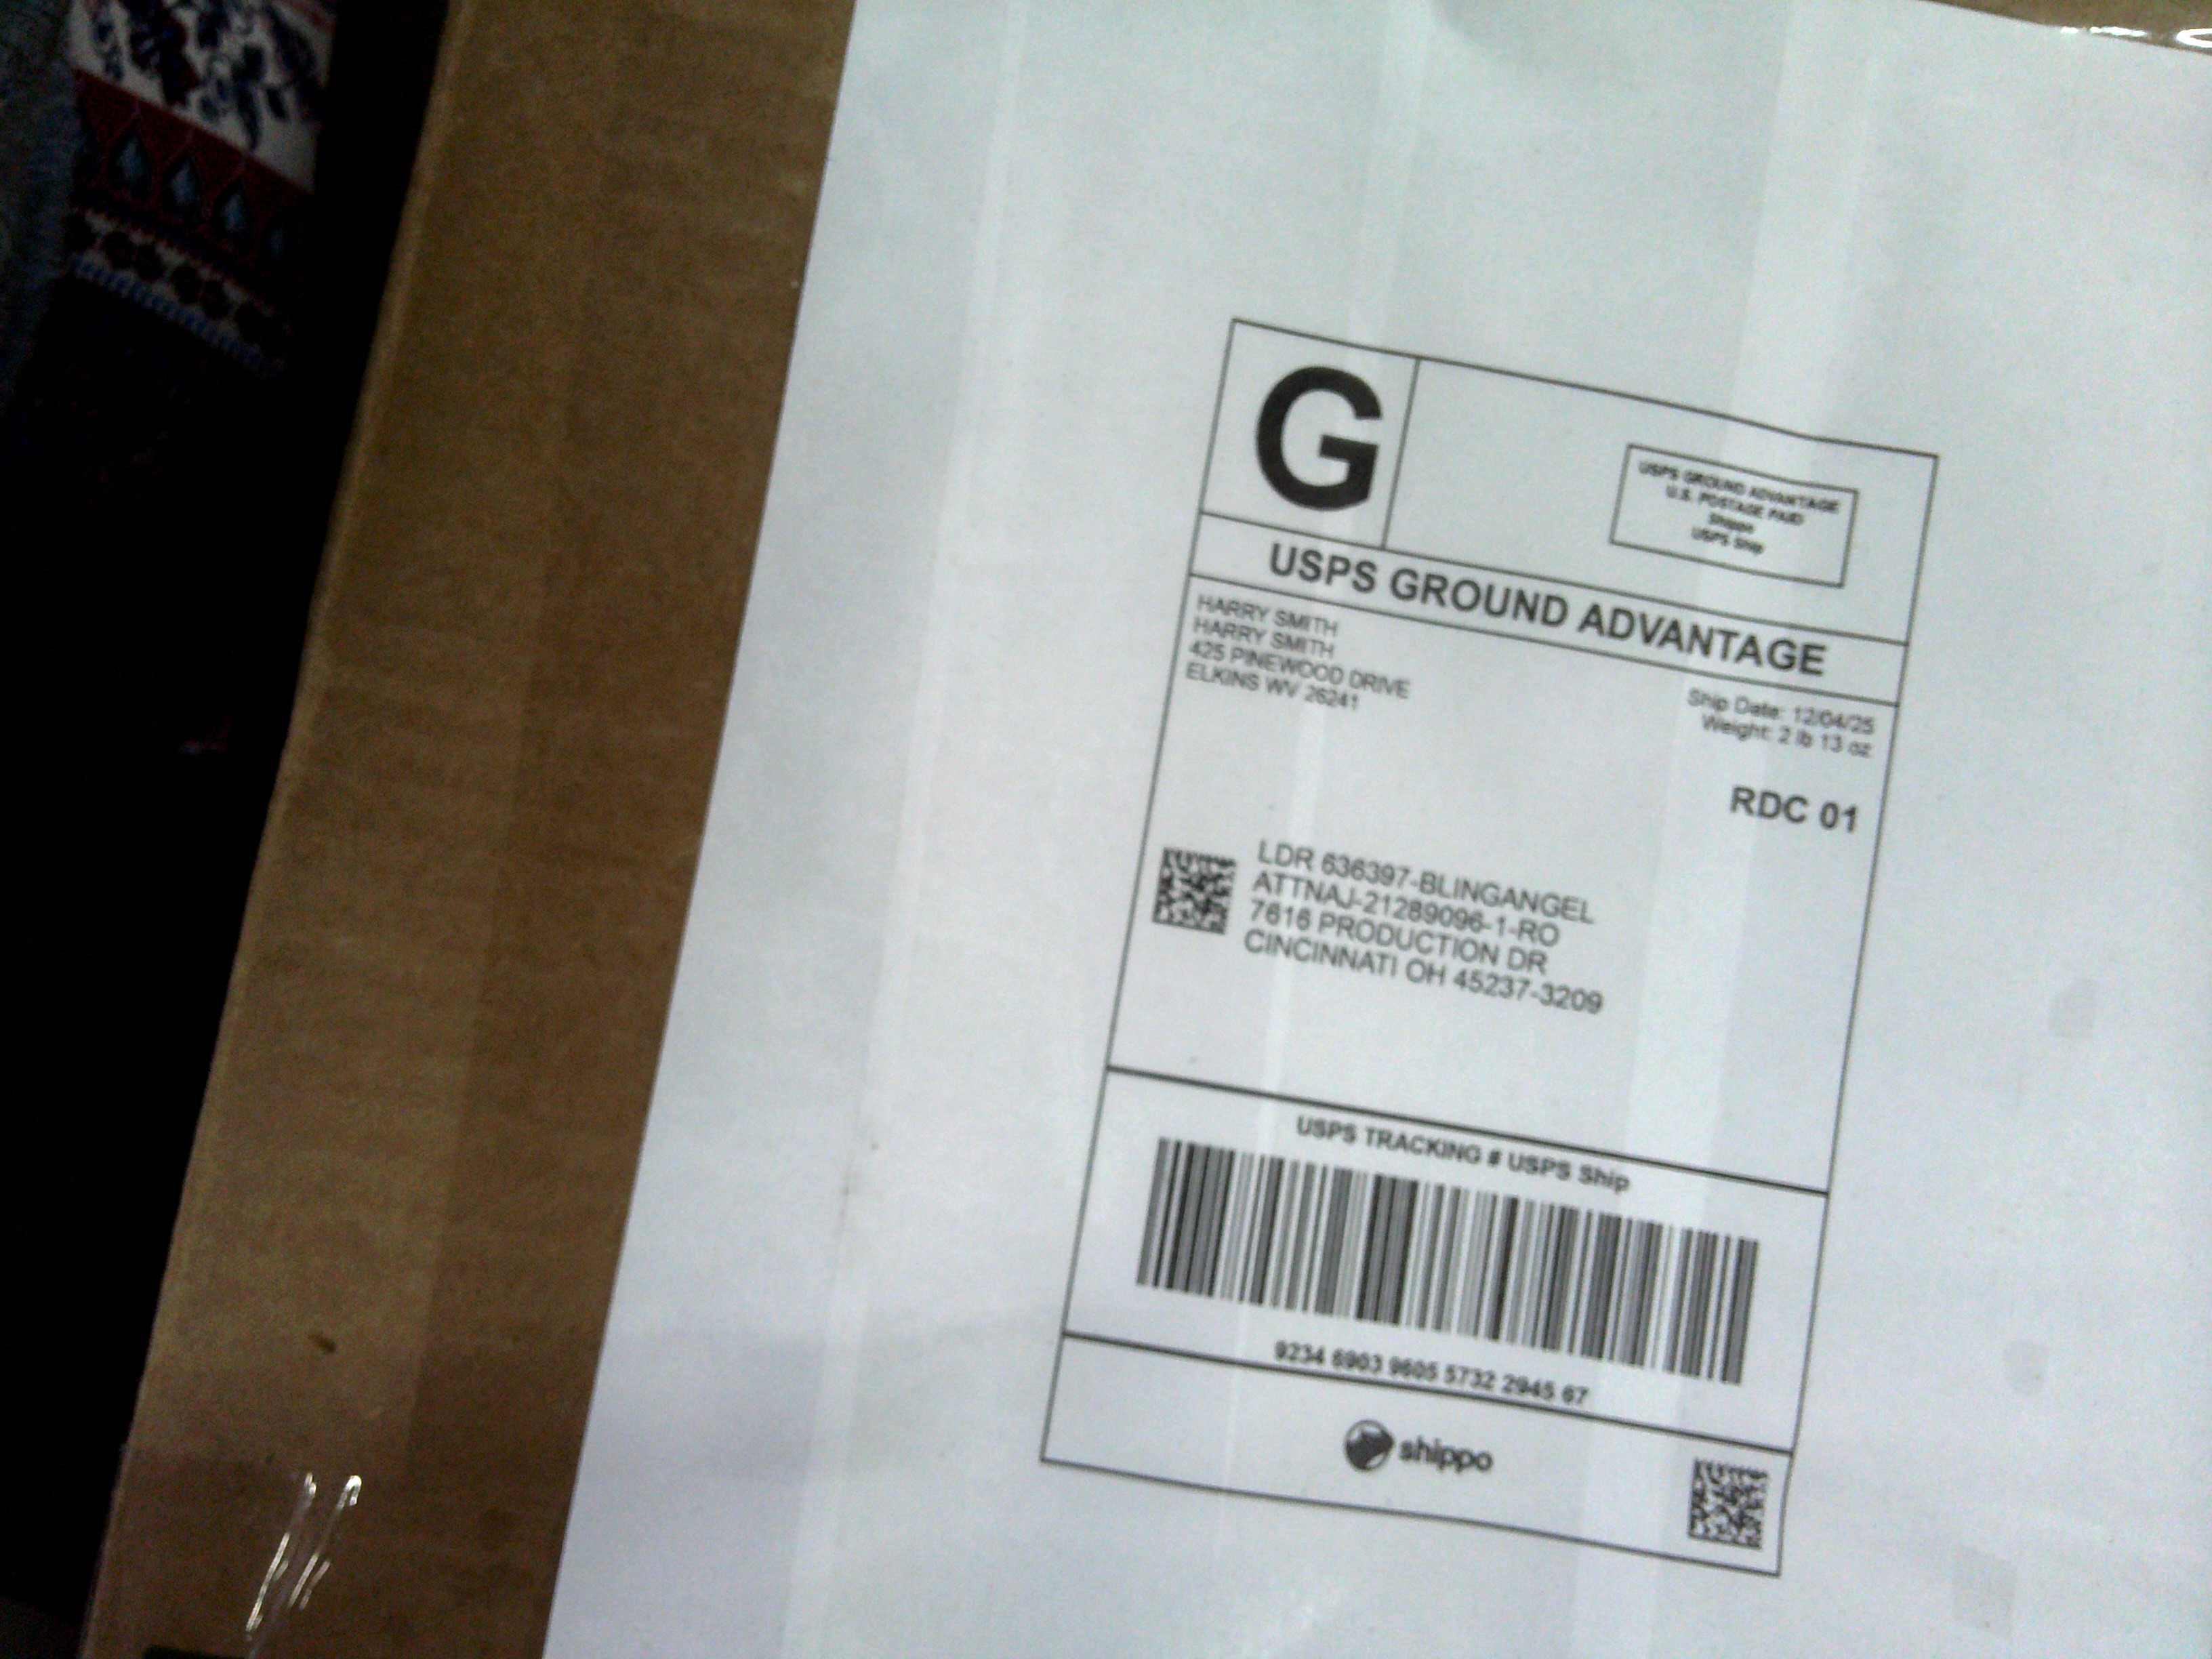 G
USPS GROUND ADVANTAGE
U.S. POSTAGE PAID
Shippo
USPS Ship
USPS GROUND ADVANTAGE
HARRY SMITH
HARRY SMITH
425 PINEWOOD DRIVE
ELKINS WV 26241
Ship Date: 12/04/25
Weight: 2 lb 13 oz
RDC 01
LDR 636397-BLINGANGEL
ATTNAJ-21289096-1-RO
7616 PRODUCTION DR
CINCINNATI OH 45237-3209
USPS TRACKING # USPS Ship
9234 6903 9605 5732 2945 67
shippo